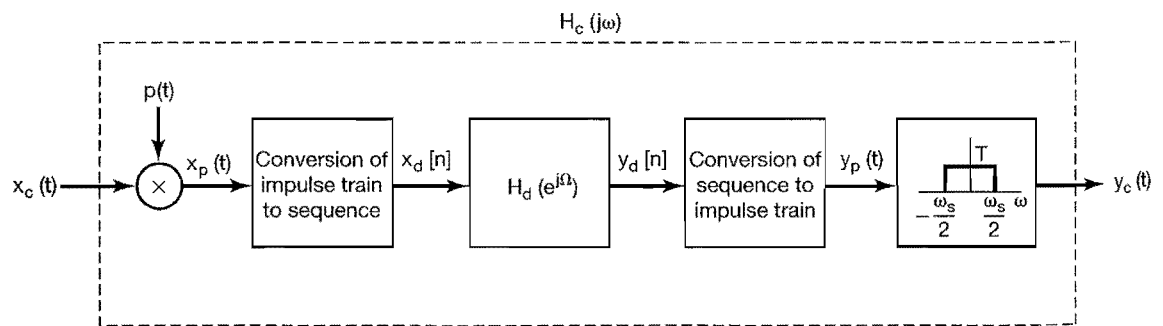 H_c (jω)
p(t)
x_c (t)
×
x_p (t)
Conversion of
impulse train
to sequence
x_d [n]
H_d (e^{jΩ})
y_d [n]
Conversion of
sequence to
impulse train
y_p (t)
T
-ω_s/2
ω_s/2
ω
y_c (t)